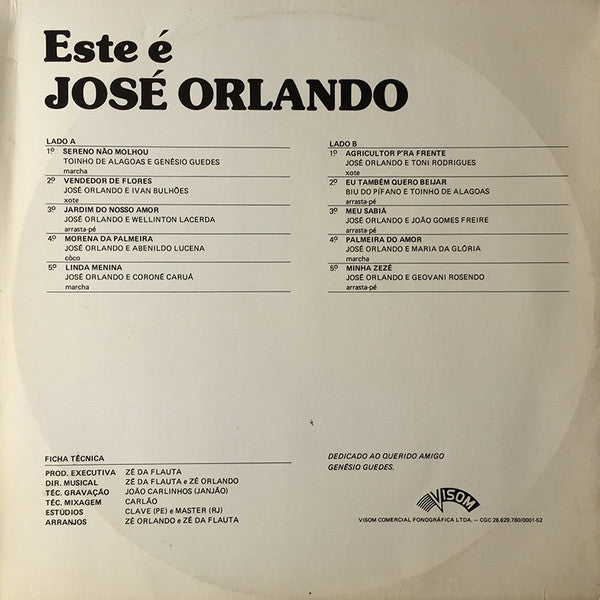 Este é
JOSÉ ORLANDO
LADO A
1º SERENO NÃO MOLHOU
TOINHO DE ALAGOAS E GENÉSIO GUEDES
marcha
2º VENDEDOR DE FLORES
JOSÉ ORLANDO E IVAN BULHÕES
xote
3º JARDIM DO NOSSO AMOR
JOSÉ ORLANDO E WELLINTON LACERDA
arrasta-pé
4º MORENA DA PALMEIRA
JOSÉ ORLANDO E ABENILDO LUCENA
côco
5º LINDA MENINA
JOSÉ ORLANDO E CORONÉ CARUÁ
marcha
LADO B
1º AGRICULTOR P'RA FRENTE
JOSÉ ORLANDO E TONI RODRIGUES
xote
2º EU TAMBÉM QUERO BEIJAR
BIU DO PÍFANO E TOINHO DE ALAGOAS
arrasta-pé
3º MEU SABIÁ
JOSÉ ORLANDO E JOÃO GOMES FREIRE
arrasta-pé
4º PALMEIRA DO AMOR
JOSÉ ORLANDO E MARIA DA GLÓRIA
marcha
5º MINHA ZEZÉ
JOSÉ ORLANDO E GEOVANI ROSENDO
arrasta-pé
FICHA TÉCNICA
PROD. EXECUTIVA ZÉ DA FLAUTA
DIR. MUSICAL ZÉ DA FLAUTA e ZÉ ORLANDO
TÉC. GRAVAÇÃO JOÃO CARLINHOS (JANJÃO)
TÉC. MIXAGEM CARLÃO
ESTÚDIOS CLAVE (PE) e MASTER (RJ)
ARRANJOS ZÉ ORLANDO e ZÉ DA FLAUTA
DEDICADO AO QUERIDO AMIGO
GENÉSIO GUEDES.
VISOM
VISOM COMERCIAL FONOGRÁFICA LTDA. – CGC 28.629.780/0001-52